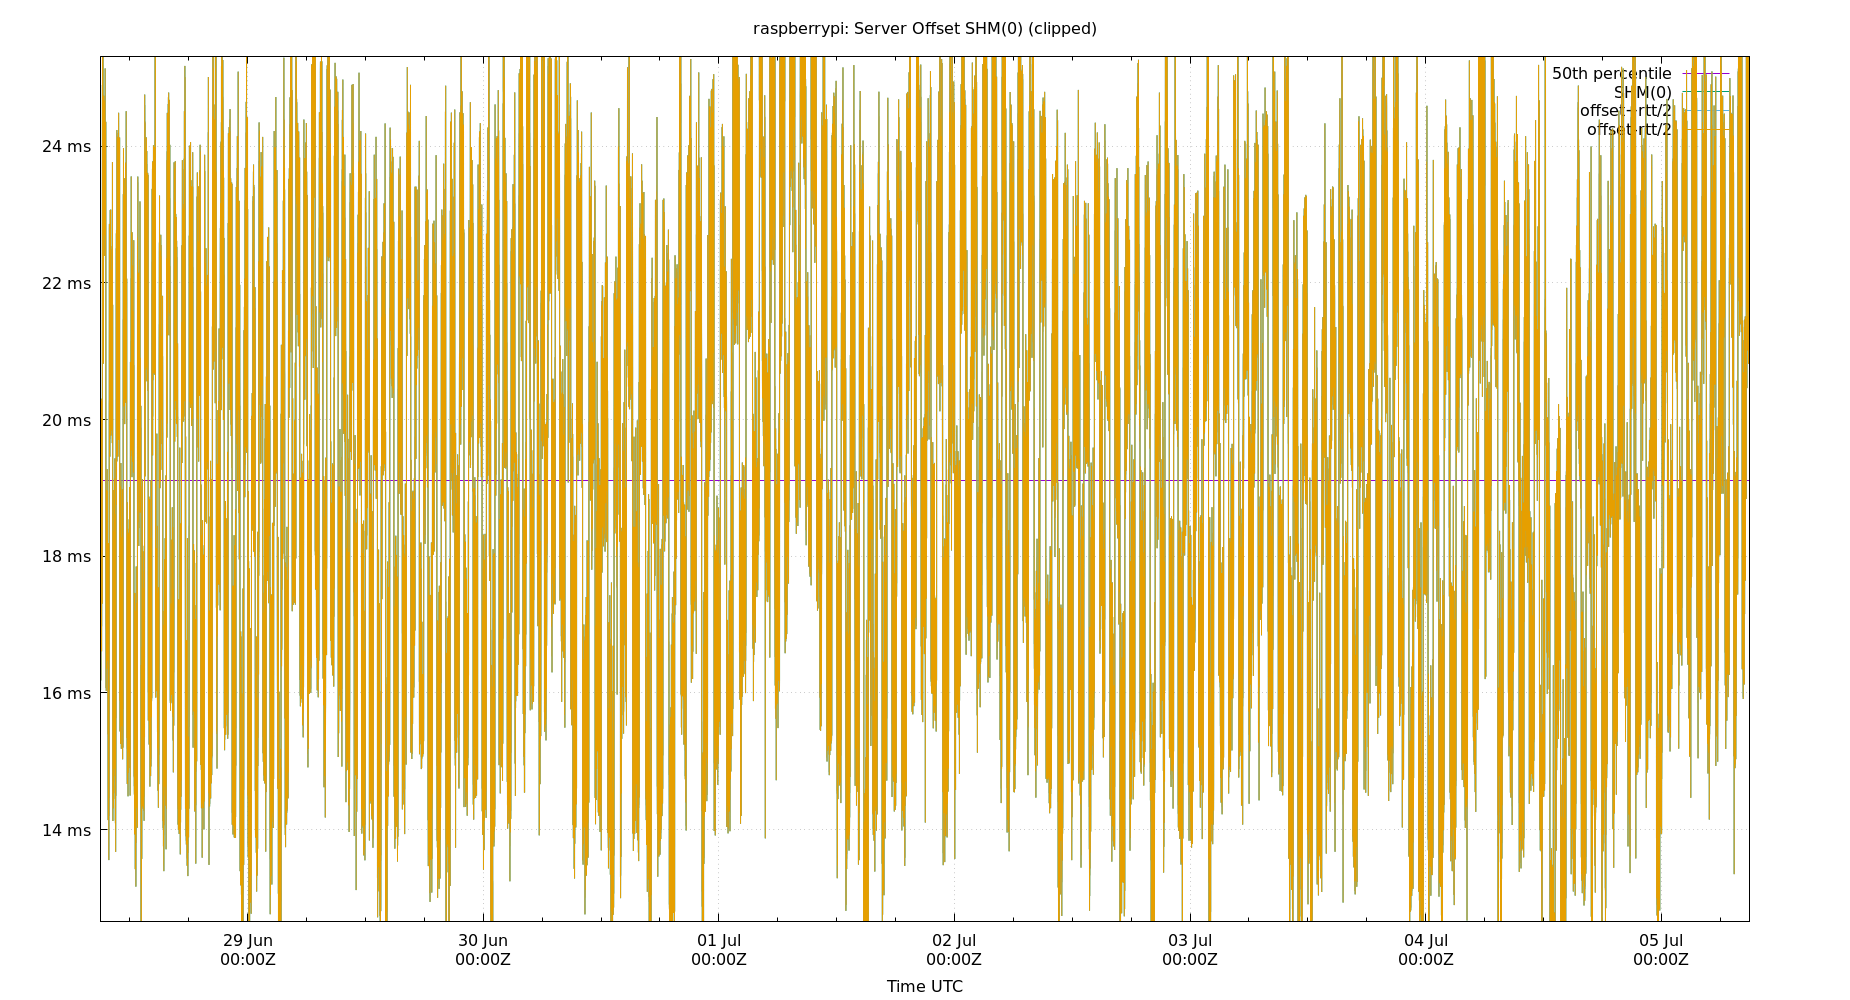 raspberrypi: Server Offset SHM(0) (clipped)
50th percentile
SHM(0)
offset+rtt/2
offset-rtt/2
24 ms
22 ms
20 ms
18 ms
16 ms
14 ms
29 Jun
00:00Z
30 Jun
00:00Z
01 Jul
00:00Z
02 Jul
00:00Z
03 Jul
00:00Z
04 Jul
00:00Z
05 Jul
00:00Z
Time UTC